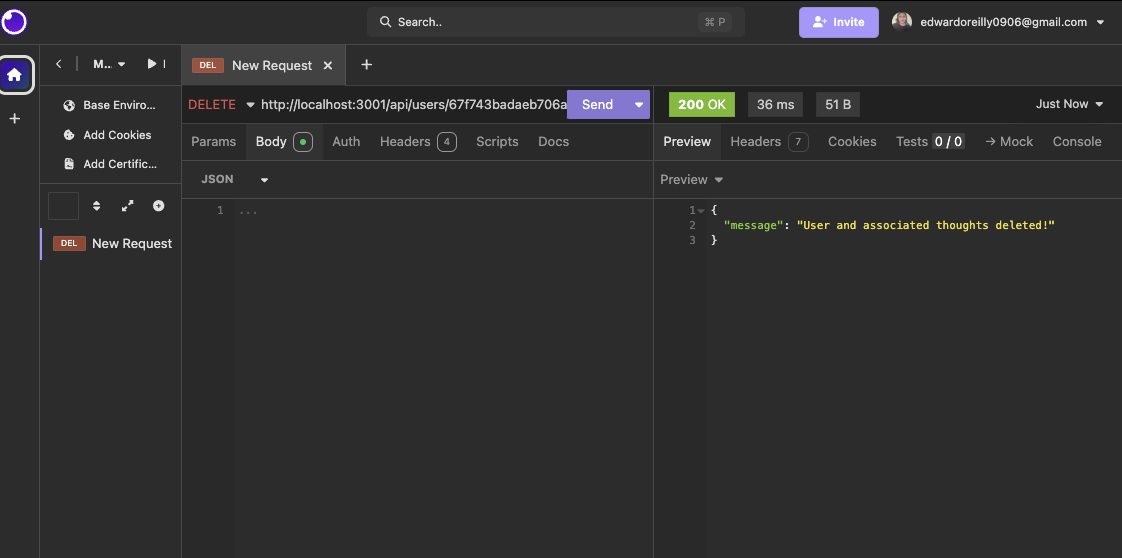 Search..
⌘ P
Invite
edwardoreilly0906@gmail.com
M...
DEL New Request
Base Enviro...
Add Cookies
Add Certific...
DEL New Request
DELETE http://localhost:3001/api/users/67f743badaeb706a
Send
Params Body Auth Headers 4 Scripts Docs
JSON
1 ...
200 OK 36 ms 51 B Just Now
Preview Headers 7 Cookies Tests 0 / 0 → Mock Console
Preview
1 {
2 "message": "User and associated thoughts deleted!"
3 }